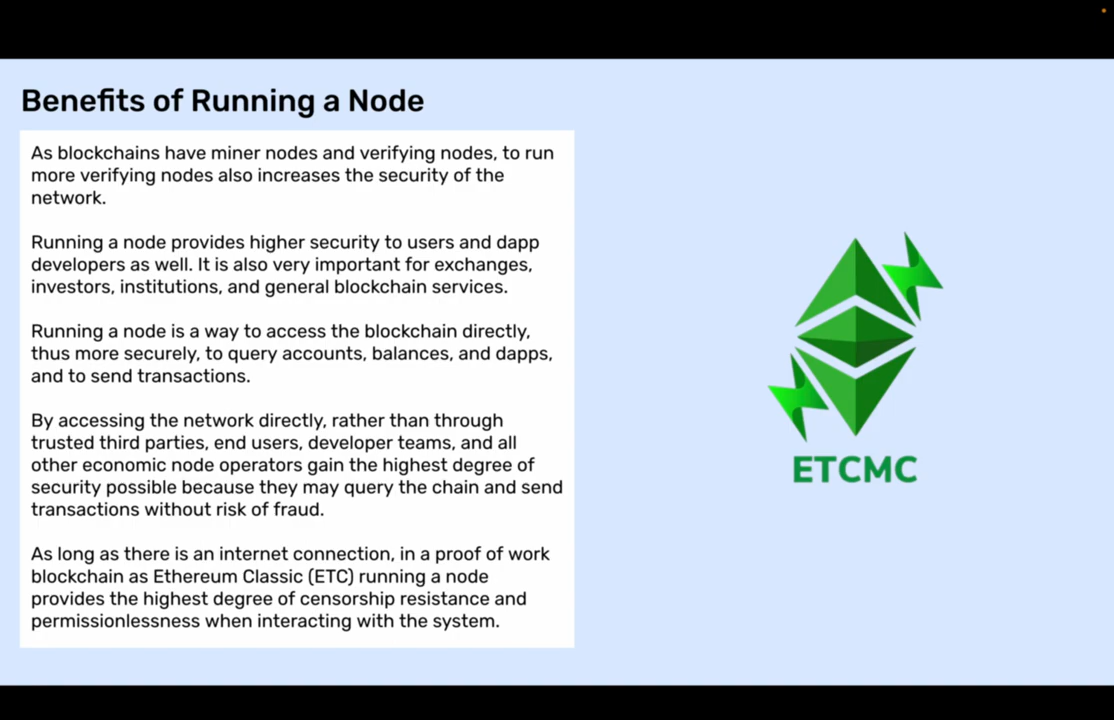 Benefits of Running a Node
As blockchains have miner nodes and verifying nodes, to run
more verifying nodes also increases the security of the
network.
Running a node provides higher security to users and dapp
developers as well. It is also very important for exchanges,
investors, institutions, and general blockchain services.
Running a node is a way to access the blockchain directly,
thus more securely, to query accounts, balances, and dapps,
and to send transactions.
By accessing the network directly, rather than through
trusted third parties, end users, developer teams, and all
other economic node operators gain the highest degree of
security possible because they may query the chain and send
transactions without risk of fraud.
As long as there is an internet connection, in a proof of work
blockchain as Ethereum Classic (ETC) running a node
provides the highest degree of censorship resistance and
permissionlessness when interacting with the system.
ETCMC